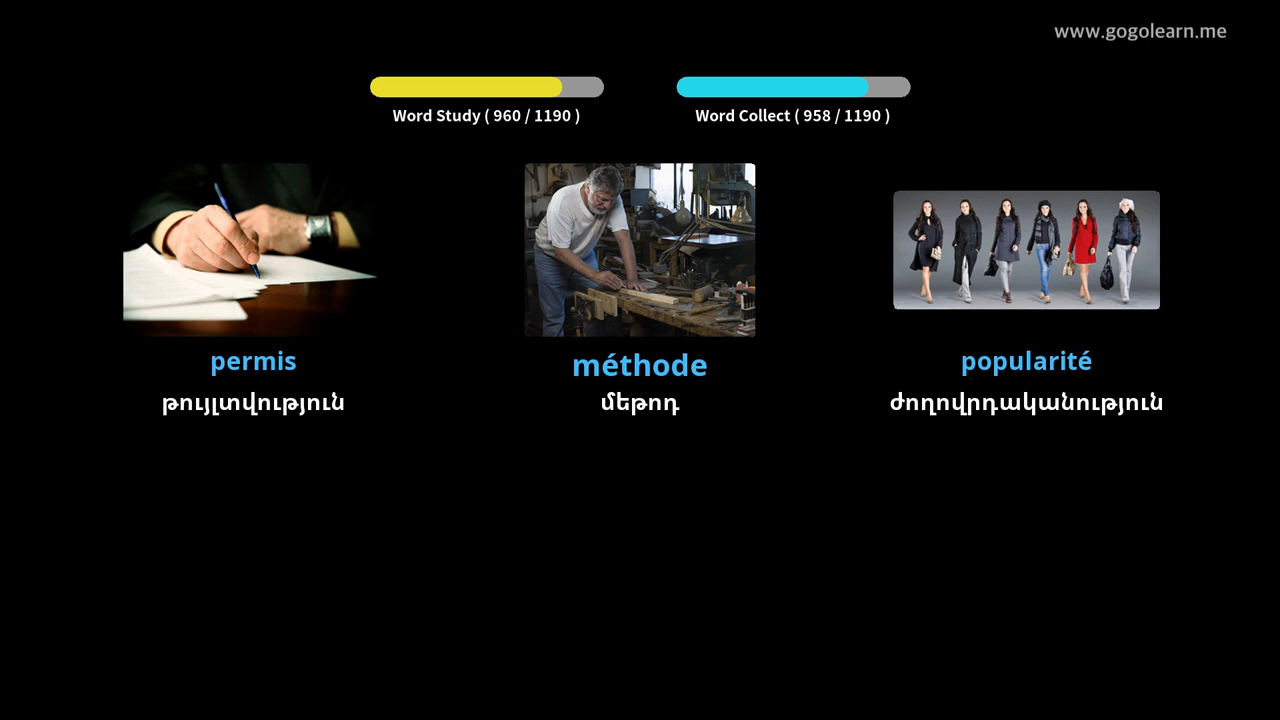 www.gogolearn.me
Word Study ( 960 / 1190 )
Word Collect ( 958 / 1190 )
permis
méthode
popularité
թույլտվություն
մեթոդ
ժողովրդականություն